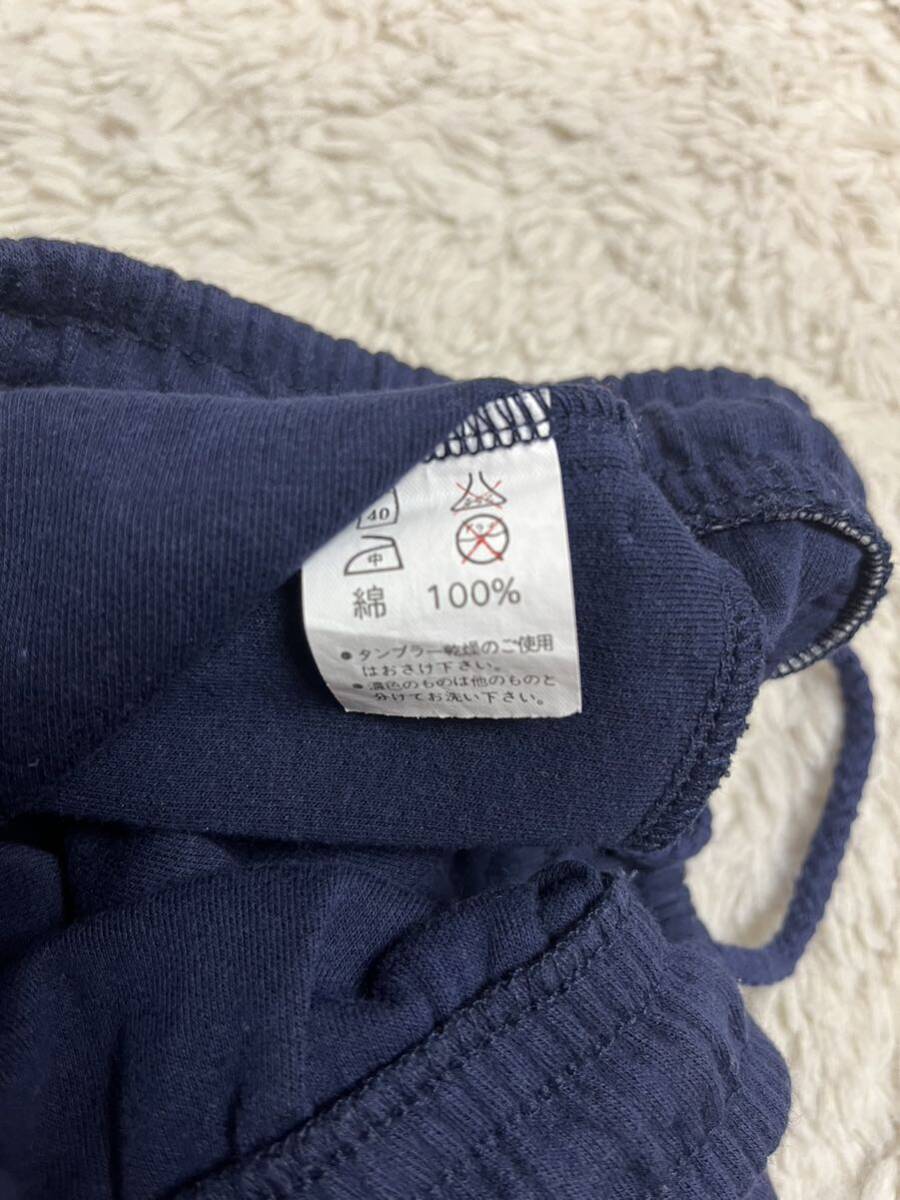 40
中
綿 100%
● タンブラー乾燥のご使用
はおさけ下さい。
● 濃色のものは他のものと
分けてお洗い下さい。